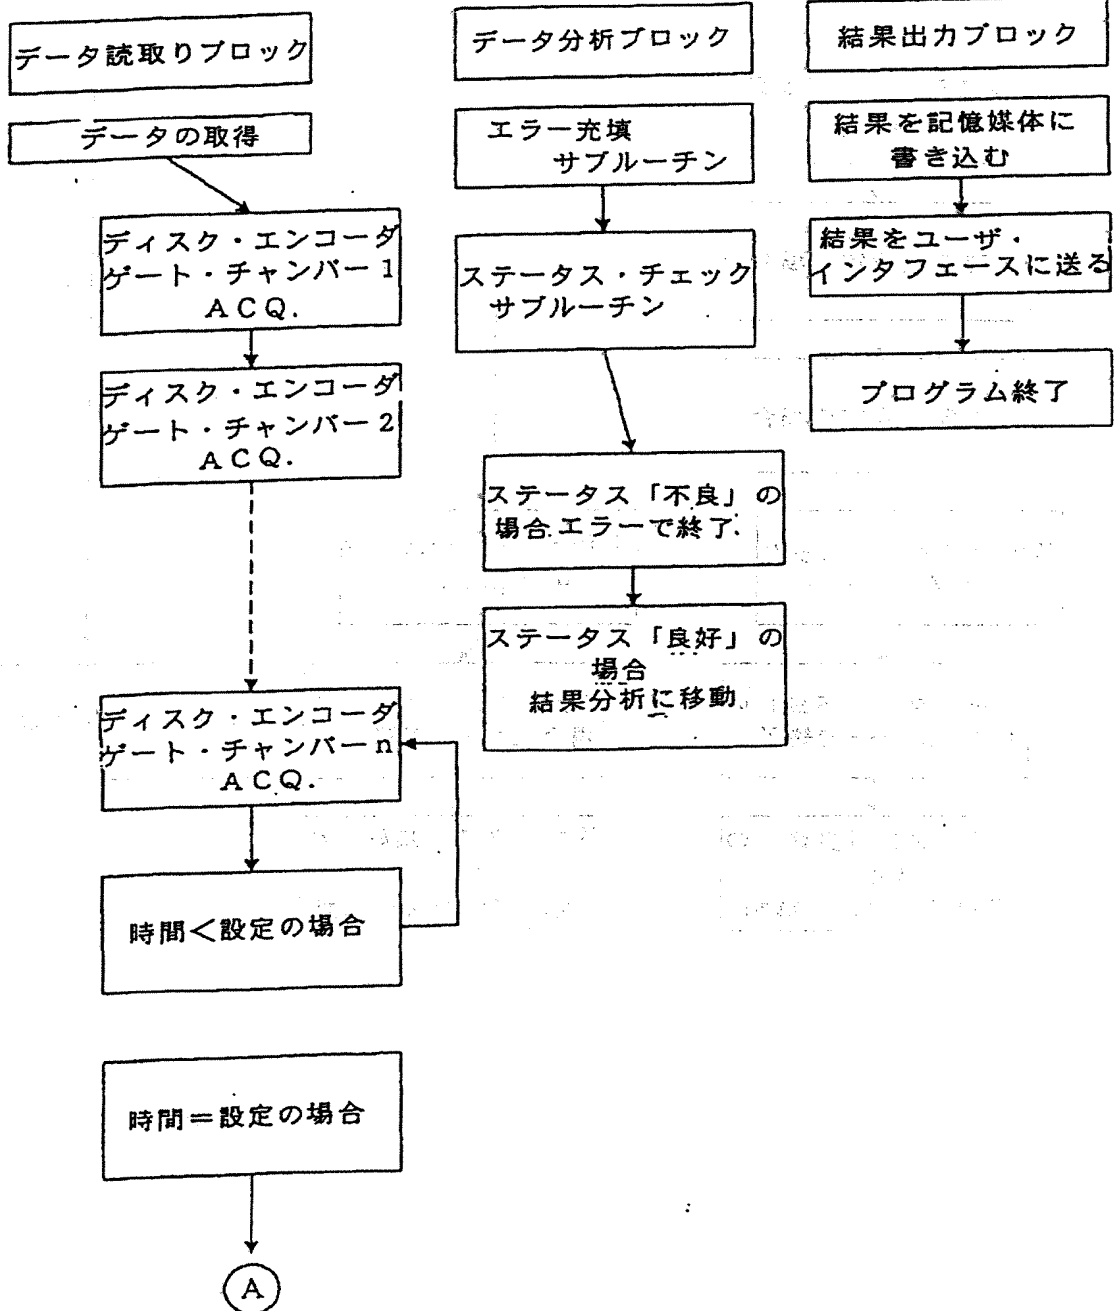 データ読取りブロック
データの取得
ディスク・エンコーダ
ゲート・チャンバー1
ACQ.
ディスク・エンコーダ
ゲート・チャンバー2
ACQ.
ディスク・エンコーダ
ゲート・チャンバーn
ACQ.
時間<設定の場合
時間=設定の場合
A
データ分析ブロック
エラー充填
サブルーチン
ステータス・チェック
サブルーチン
ステータス「不良」の
場合エラーで終了.
ステータス「良好」の
場合
結果分析に移動
結果出力ブロック
結果を記憶媒体に
書き込む
結果をユーザ・
インタフェースに送る
プログラム終了